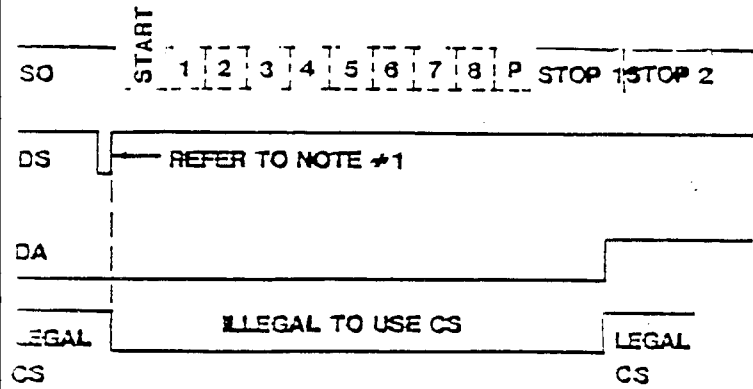 START
SO 1 2 3 4 5 6 7 8 P STOP 1 STOP 2
DS REFER TO NOTE #1
DA
LEGAL ILLEGAL TO USE CS LEGAL
CS CS